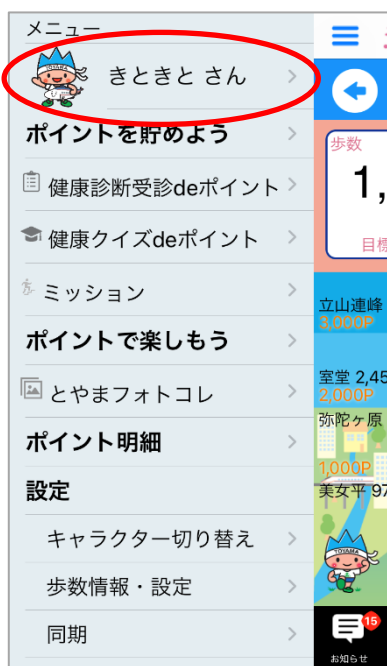 メニュー
きときと さん
ポイントを貯めよう
健康診断受診deポイント
健康クイズdeポイント
ミッション
ポイントで楽しもう
とやまフォトコレ
ポイント明細
設定
キャラクター切り替え
歩数情報・設定
同期
歩数
1,
目標
立山連峰
3,000P
室堂 2,45
2,000P
弥陀ヶ原
1,000P
美女平 97
TOYAMA
15
お知らせ